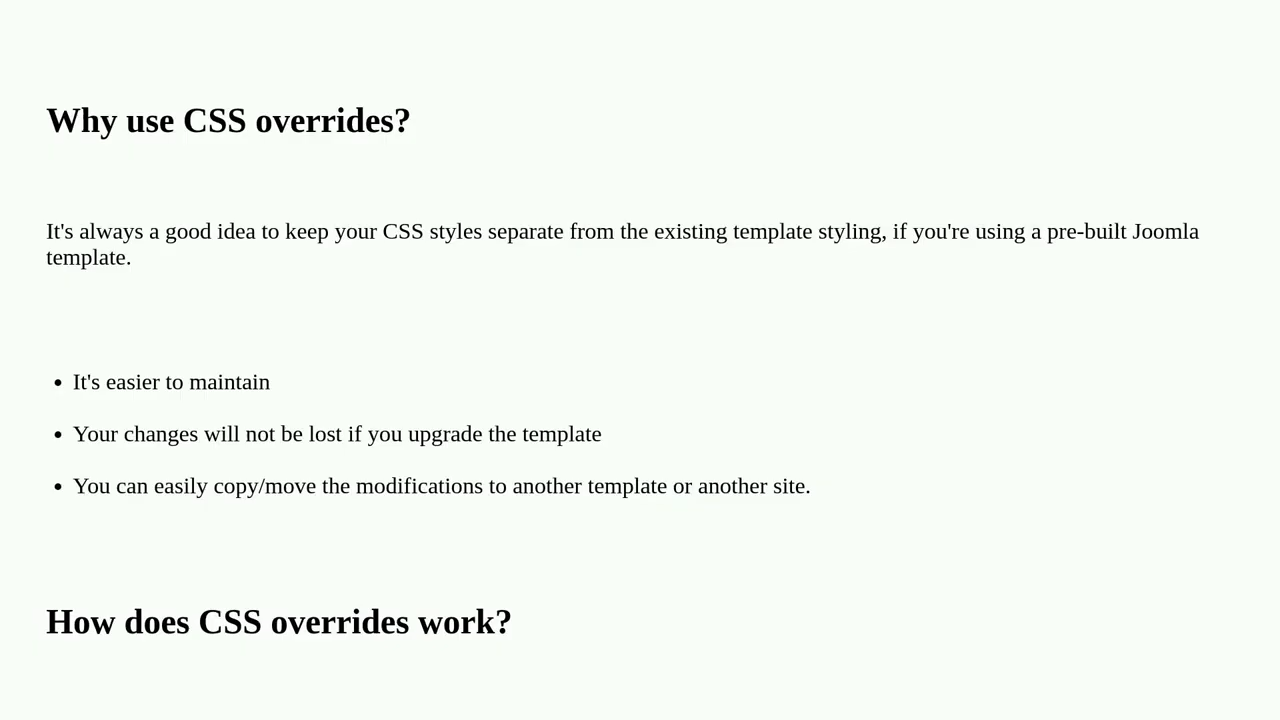 Why use CSS overrides?
It's always a good idea to keep your CSS styles separate from the existing template styling, if you're using a pre-built Joomla
template.
• It's easier to maintain
• Your changes will not be lost if you upgrade the template
• You can easily copy/move the modifications to another template or another site.
How does CSS overrides work?